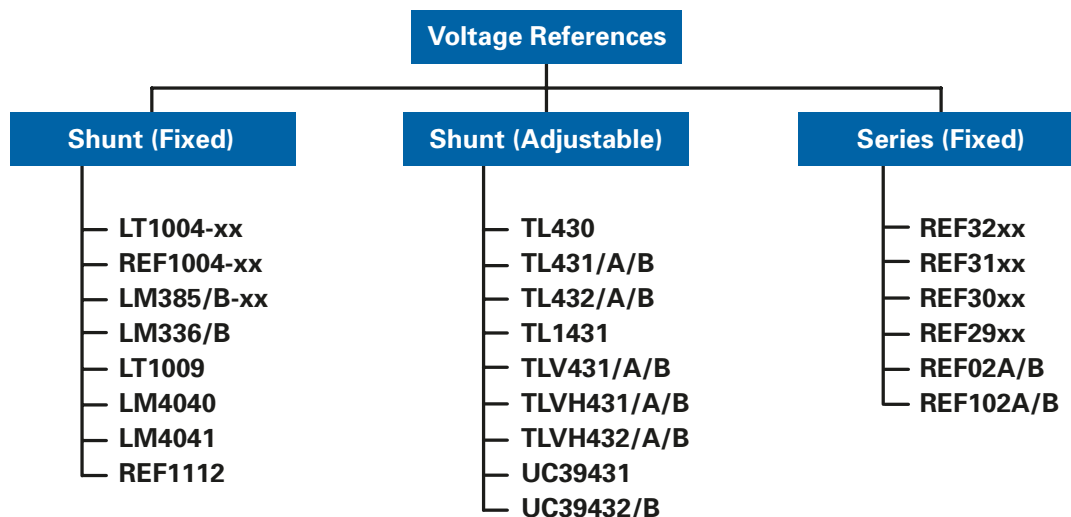 Voltage References
Shunt (Fixed)
LT1004-xx
REF1004-xx
LM385/B-xx
LM336/B
LT1009
LM4040
LM4041
REF1112
Shunt (Adjustable)
TL430
TL431/A/B
TL432/A/B
TL1431
TLV431/A/B
TLVH431/A/B
TLVH432/A/B
UC39431
UC39432/B
Series (Fixed)
REF32xx
REF31xx
REF30xx
REF29xx
REF02A/B
REF102A/B